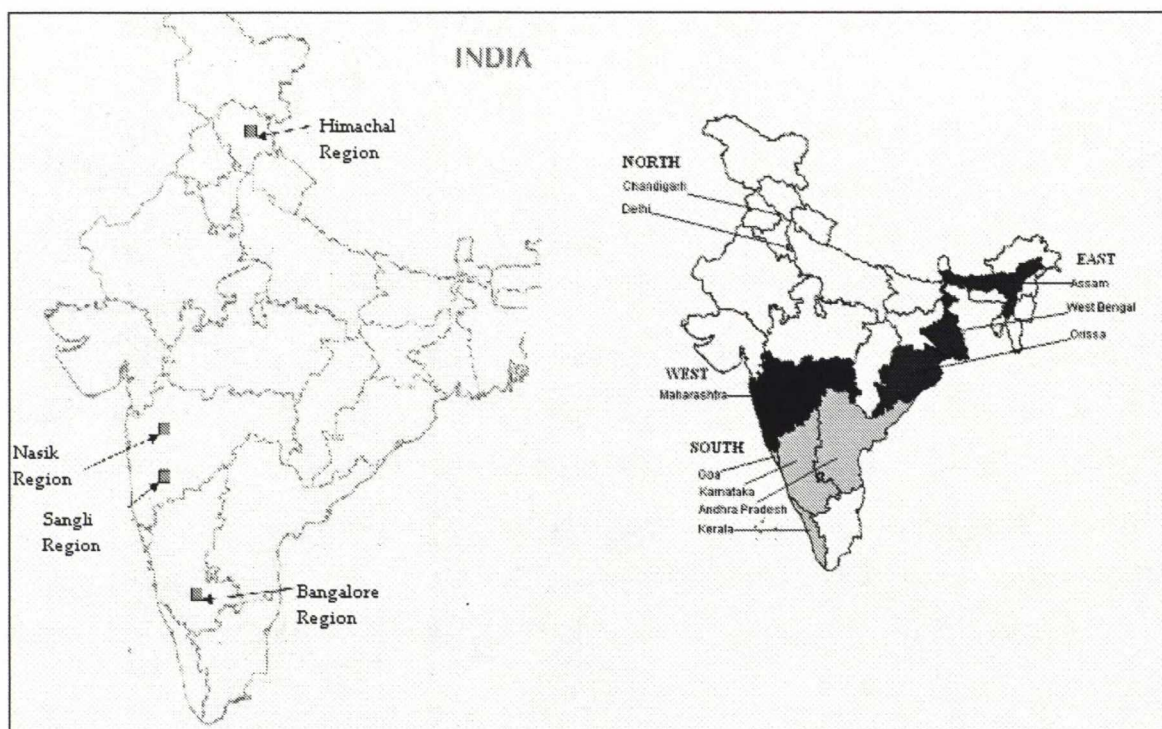 INDIA
Himachal
Region
Nasik
Region
Sangli
Region
Bangalore
Region
NORTH
Chandigarh
Delhi
EAST
Assam
West Bengal
Orissa
WEST
Maharashtra
SOUTH
Goa
Karnataka
Andhra Pradesh
Kerala